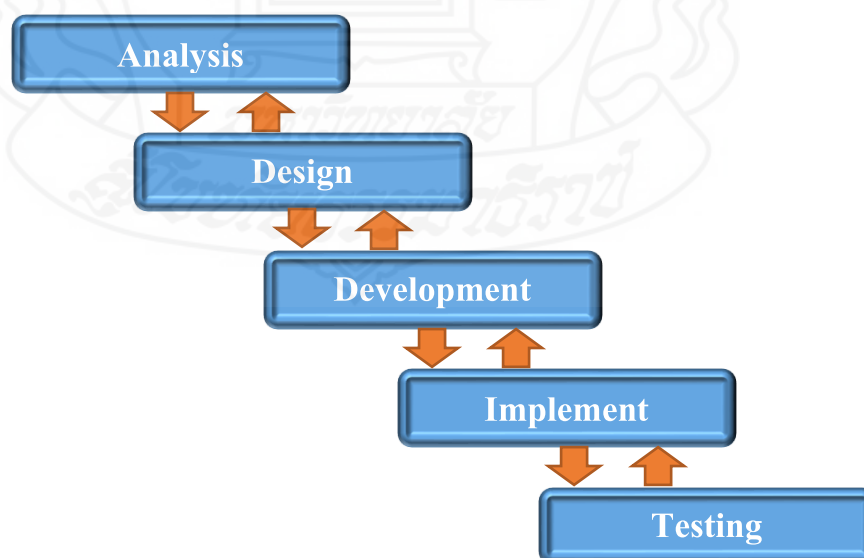 Analysis
Design
Development
Implement
Testing